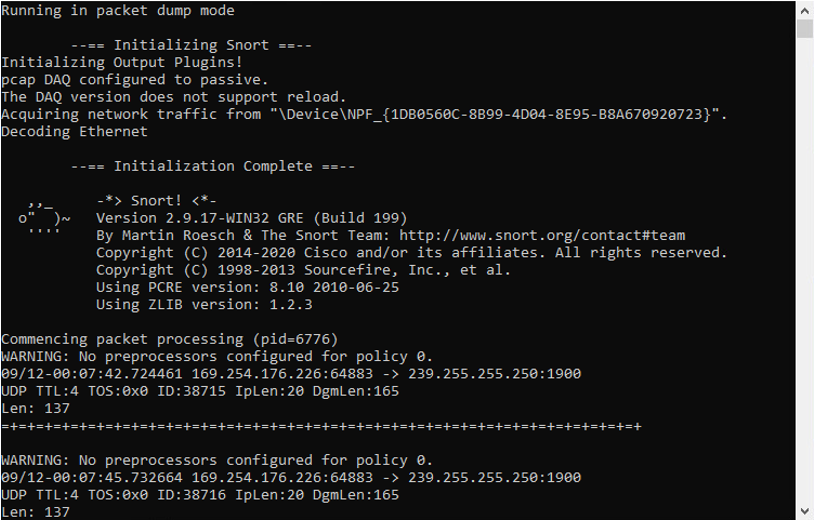 Running in packet dump mode
--== Initializing Snort ==--
Initializing Output Plugins!
pcap DAQ configured to passive.
The DAQ version does not support reload.
Acquiring network traffic from "\Device\NPF_{1DB0560C-8B99-4D04-8E95-B8A670920723}".
Decoding Ethernet
--== Initialization Complete ==--
,,_     -*> Snort! <*-
o"  )~   Version 2.9.17-WIN32 GRE (Build 199)
''''    By Martin Roesch & The Snort Team: http://www.snort.org/contact#team
Copyright (C) 2014-2020 Cisco and/or its affiliates. All rights reserved.
Copyright (C) 1998-2013 Sourcefire, Inc., et al.
Using PCRE version: 8.10 2010-06-25
Using ZLIB version: 1.2.3
Commencing packet processing (pid=6776)
WARNING: No preprocessors configured for policy 0.
09/12-00:07:42.724461 169.254.176.226:64883 -> 239.255.255.250:1900
UDP TTL:4 TOS:0x0 ID:38715 IpLen:20 DgmLen:165
Len: 137
=+=+=+=+=+=+=+=+=+=+=+=+=+=+=+=+=+=+=+=+=+=+=+=+=+=+=+=+=+=+=+=+=+=+=+=+=+
WARNING: No preprocessors configured for policy 0.
09/12-00:07:45.732664 169.254.176.226:64883 -> 239.255.255.250:1900
UDP TTL:4 TOS:0x0 ID:38716 IpLen:20 DgmLen:165
Len: 137